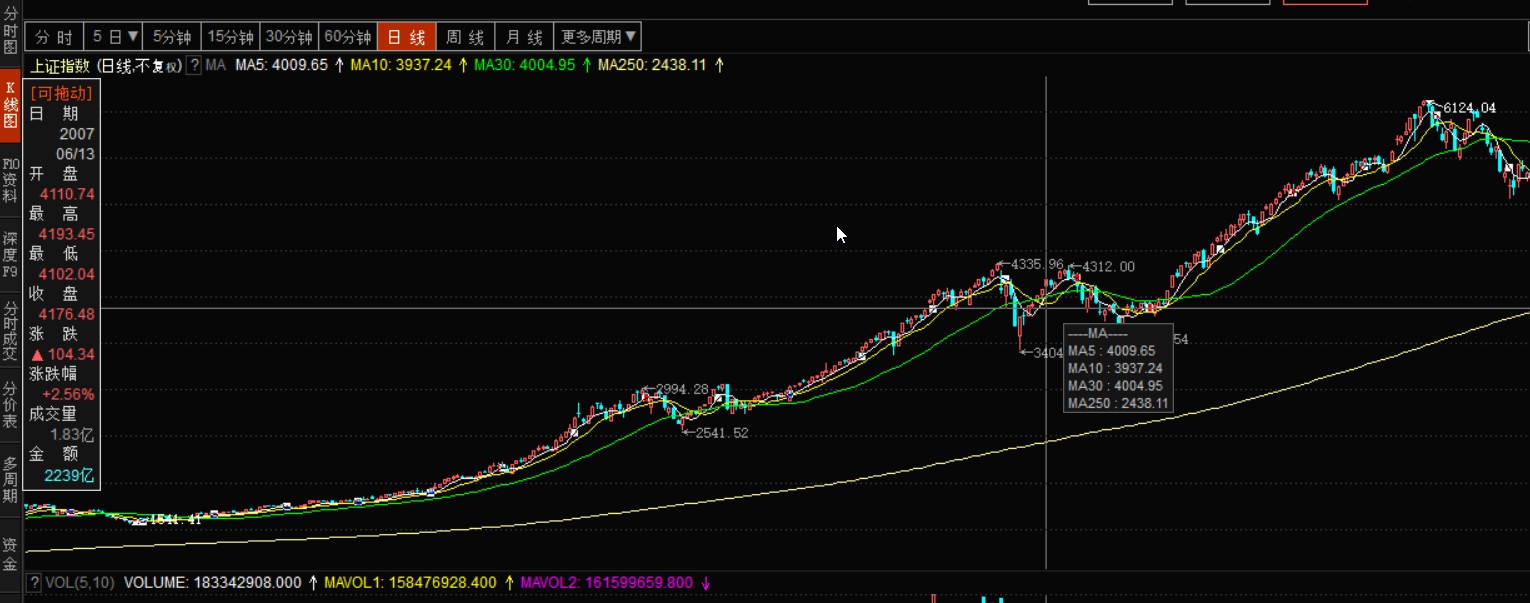 分时图
K线图
F10资料
深度F9
分时成交
分价表
多周期
资金
分时 5日▼ 5分钟 15分钟 30分钟 60分钟 日线 周线 月线 更多周期▼
上证指数 (日线,不复权) ? MA MA5: 4009.65 ↑ MA10: 3937.24 ↑ MA30: 4004.95 ↑ MA250: 2438.11 ↑
[可拖动]
日期
2007
06/13
开盘
4110.74
最高
4193.45
最低
4102.04
收盘
4176.48
涨跌
▲104.34
涨跌幅
+2.56%
成交量
1.83亿
金额
2239亿
←6124.04
←4335.96
←4312.00
←3404
54
←2994.28
←2541.52
----MA----
MA5 : 4009.65
MA10 : 3937.24
MA30 : 4004.95
MA250 : 2438.11
? VOL(5,10) VOLUME: 183342908.000 ↑ MAVOL1: 158476928.400 ↑ MAVOL2: 161599659.800 ↓